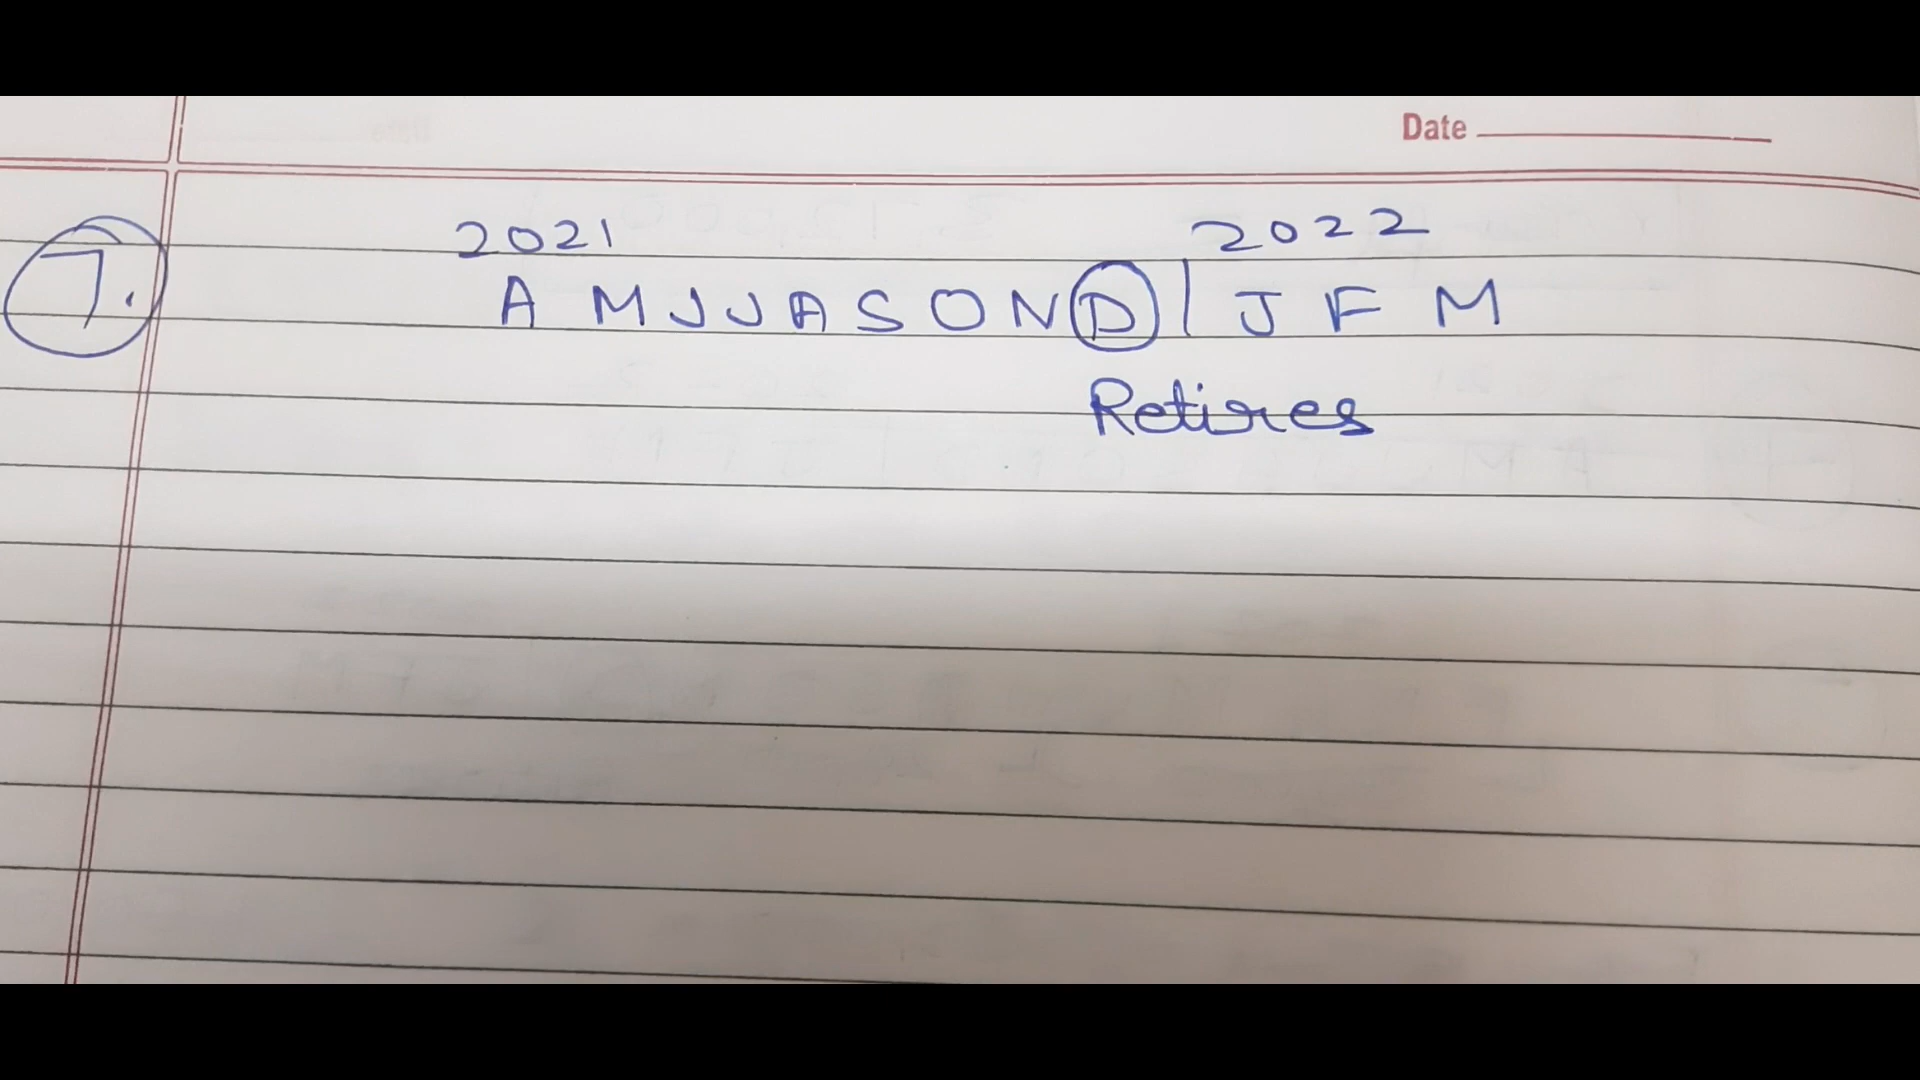 Date
2021 2022
7. A M J J A S O N D | J F M
Retires